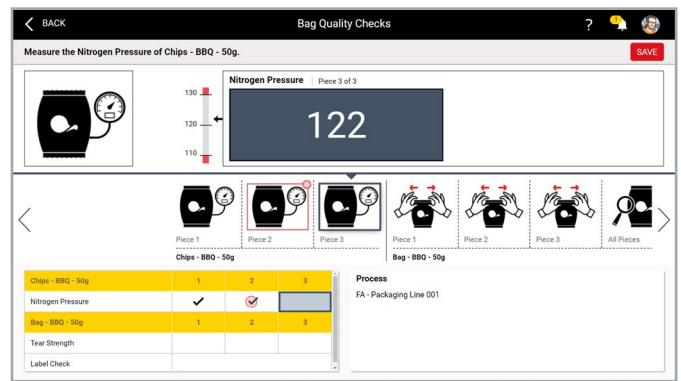 BACK
Bag Quality Checks
?
1
Measure the Nitrogen Pressure of Chips - BBQ - 50g.
SAVE
Nitrogen Pressure | Piece 3 of 3
130
120
110
122
Piece 1
Piece 2
Piece 3
Piece 1
Piece 2
Piece 3
All Pieces
Chips - BBQ - 50g
Bag - BBQ - 50g
Chips - BBQ - 50g 1 2 3
Nitrogen Pressure
Bag - BBQ - 50g 1 2 3
Tear Strength
Label Check
Process
FA - Packaging Line 001